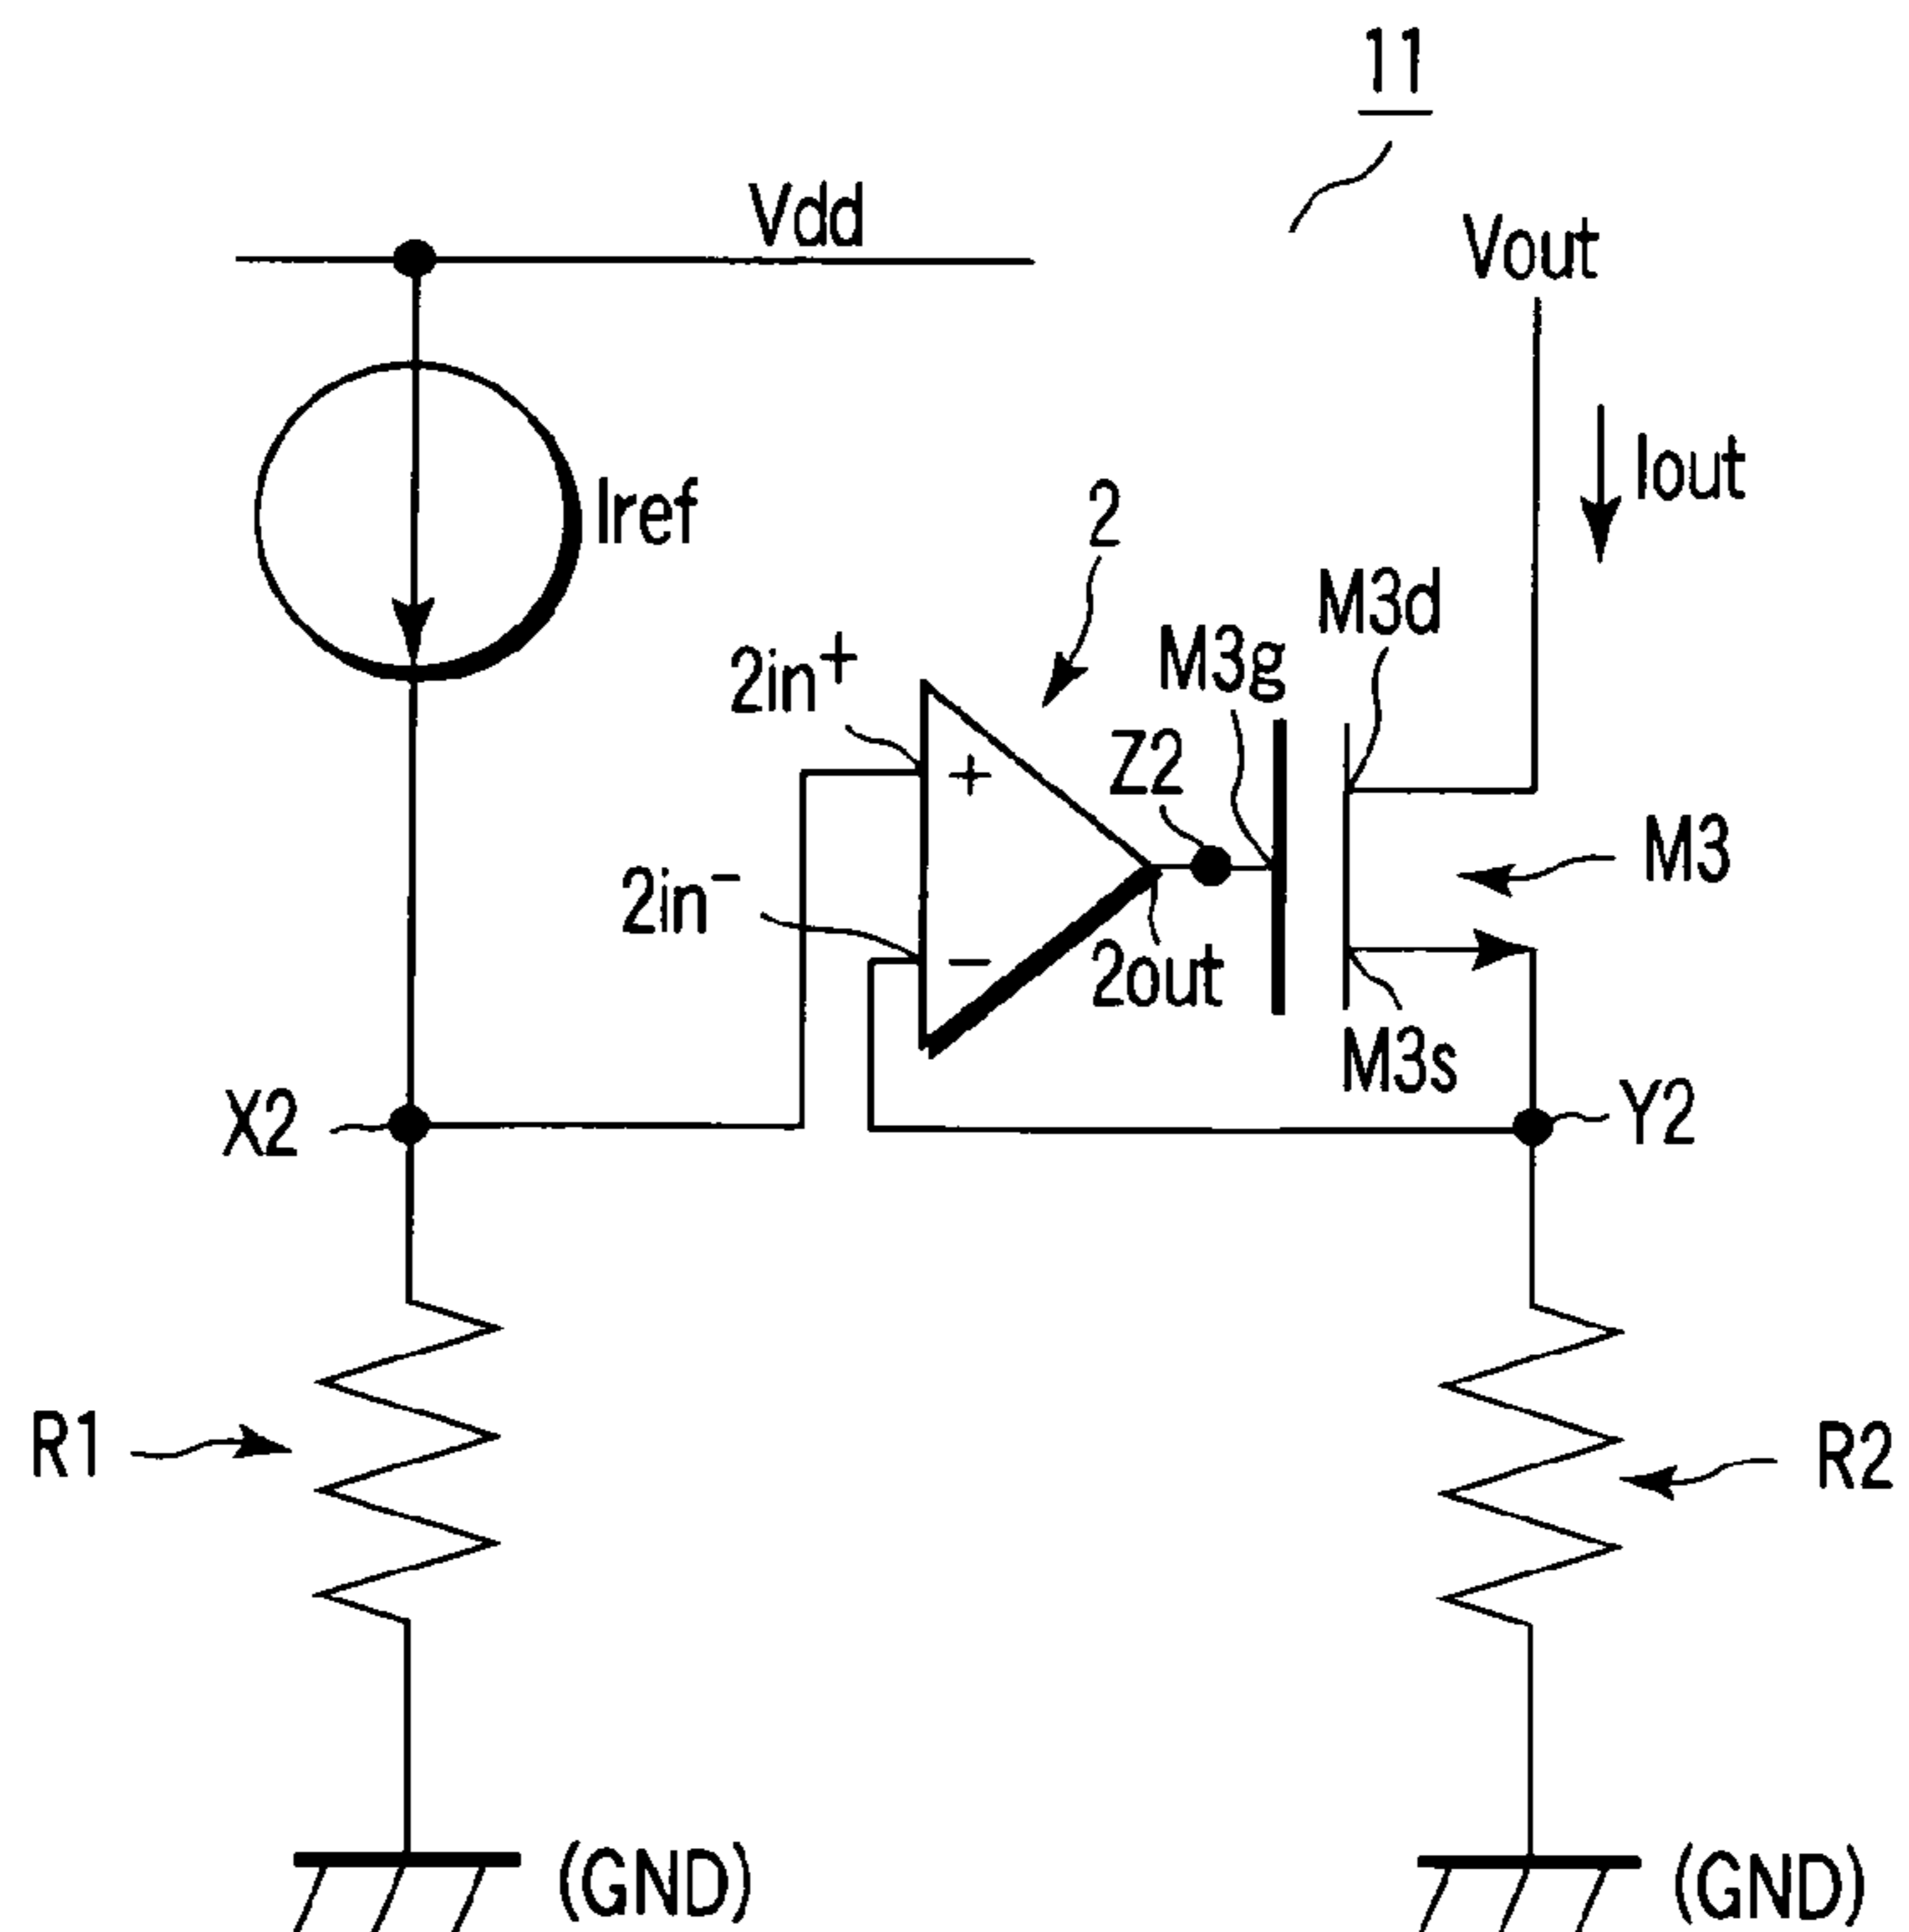 11
Vdd
Vout
Iref
Iout
2
M3d
2in+
M3g
Z2
M3
+
2in−
−
2out
M3s
X2
Y2
R1
R2
(GND)
(GND)